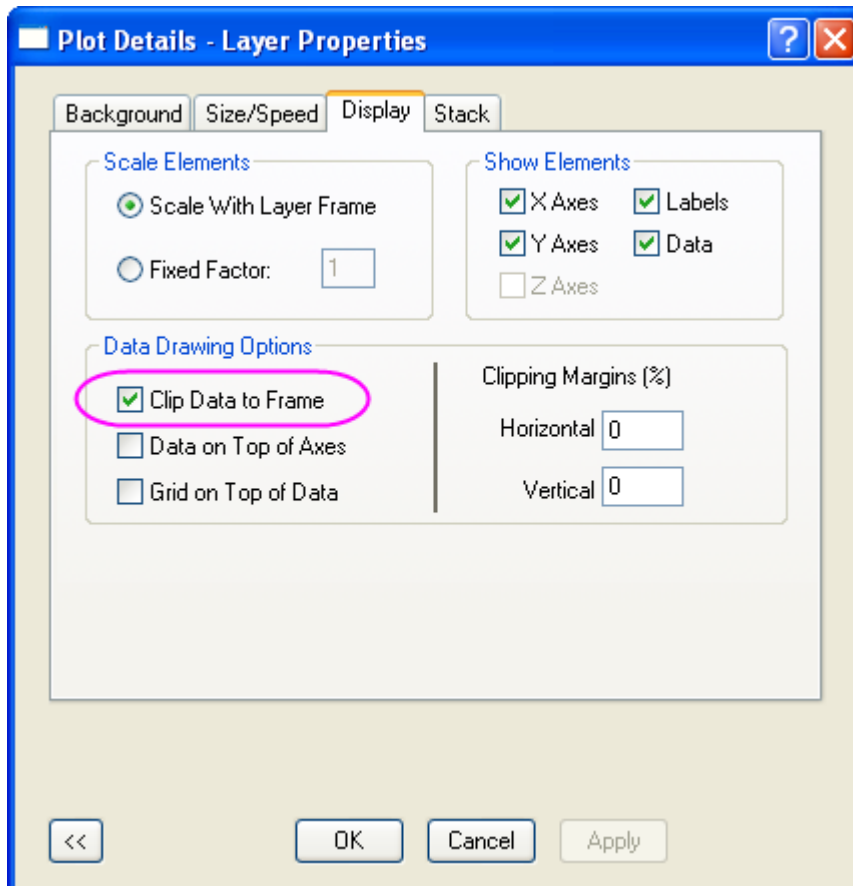 Plot Details - Layer Properties
?
Background Size/Speed Display Stack
Scale Elements
Scale With Layer Frame
Fixed Factor: 1
Show Elements
X Axes Labels
Y Axes Data
Z Axes
Data Drawing Options
Clip Data to Frame
Data on Top of Axes
Grid on Top of Data
Clipping Margins (%)
Horizontal 0
Vertical 0
<< OK Cancel Apply